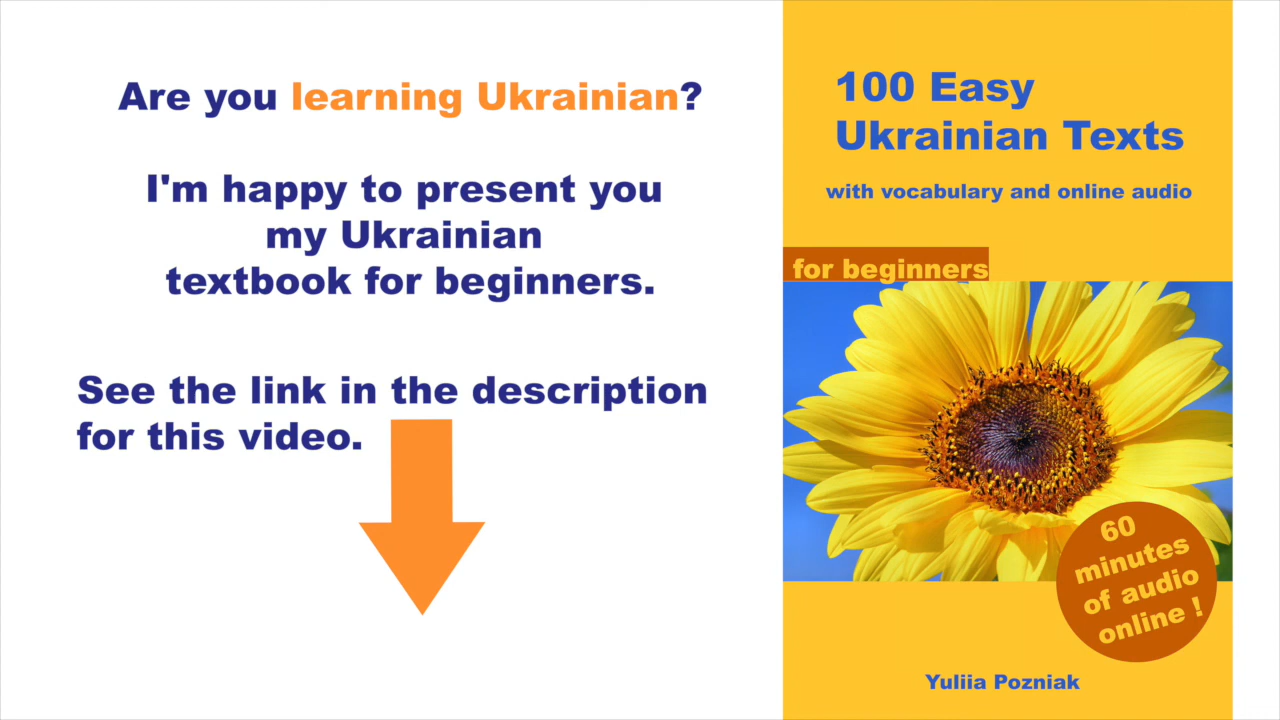 Are you learning Ukrainian?
I'm happy to present you
my Ukrainian
textbook for beginners.
See the link in the description
for this video.
100 Easy
Ukrainian Texts
with vocabulary and online audio
for beginners
60
minutes
of audio
online !
Yuliia Pozniak